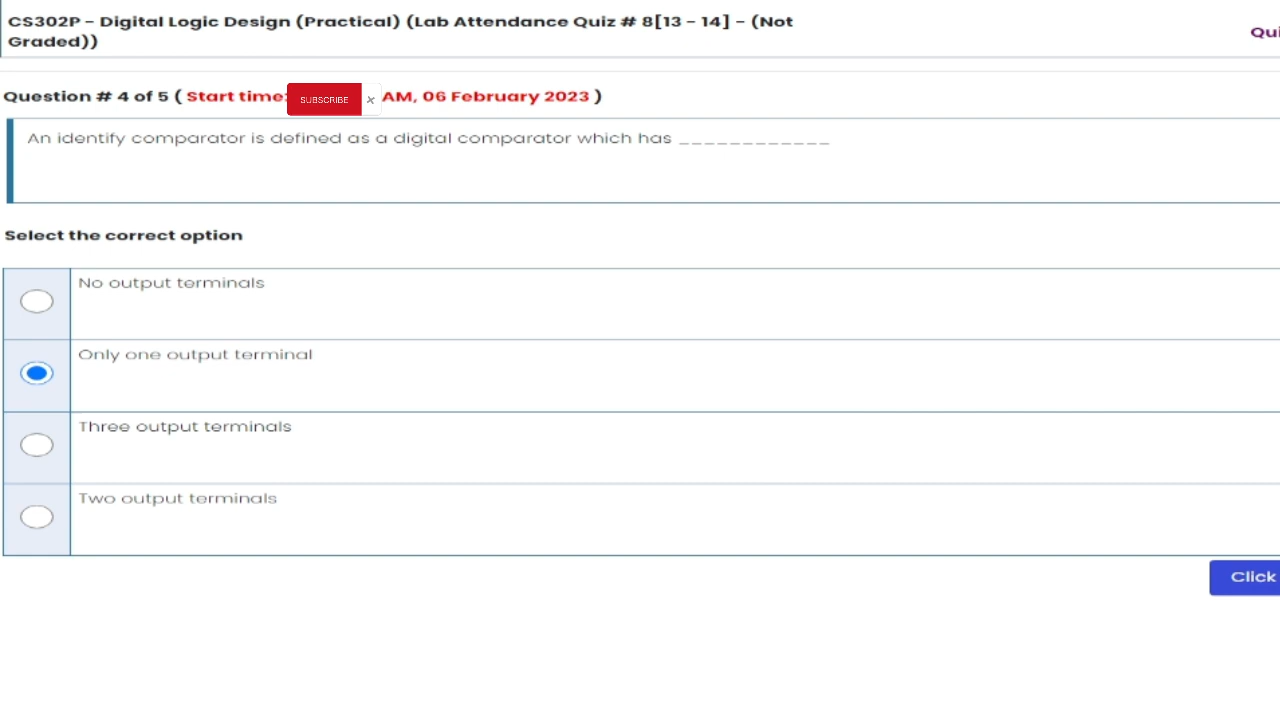 CS302P - Digital Logic Design (Practical) (Lab Attendance Quiz # 8[13 - 14] - (Not
Graded))
Qui
Question # 4 of 5 ( Start time: SUBSCRIBE × AM, 06 February 2023 )
An identify comparator is defined as a digital comparator which has ____________
Select the correct option
No output terminals
Only one output terminal
Three output terminals
Two output terminals
Click